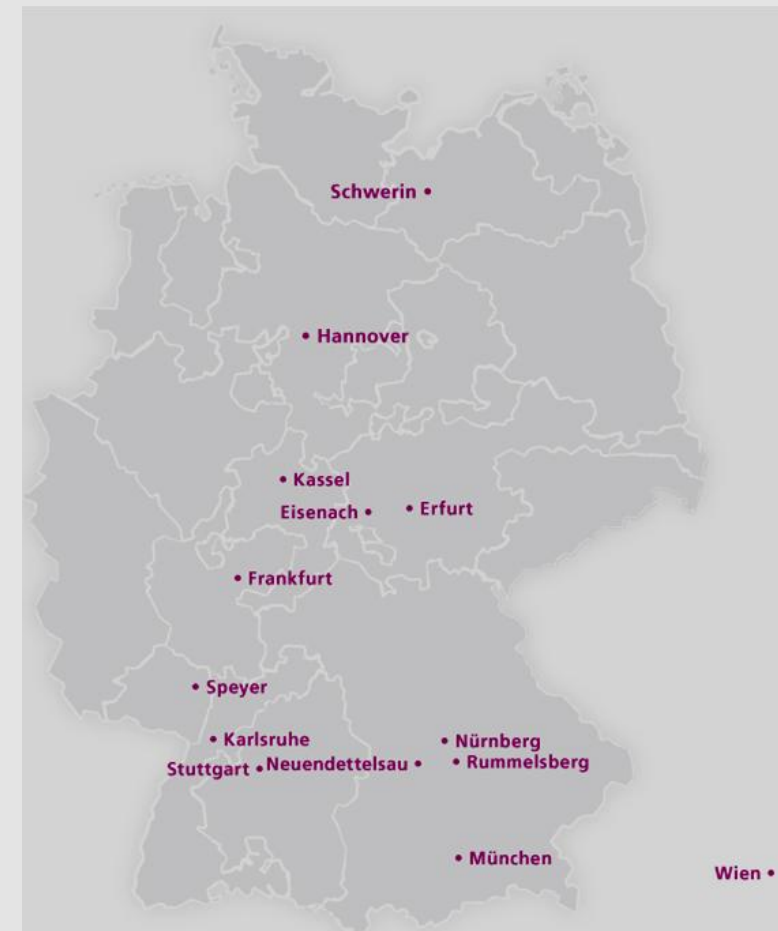 Schwerin
Hannover
Kassel
Eisenach
Erfurt
Frankfurt
Speyer
Karlsruhe
Nürnberg
Stuttgart
Neuendettelsau
Rummelsberg
München
Wien